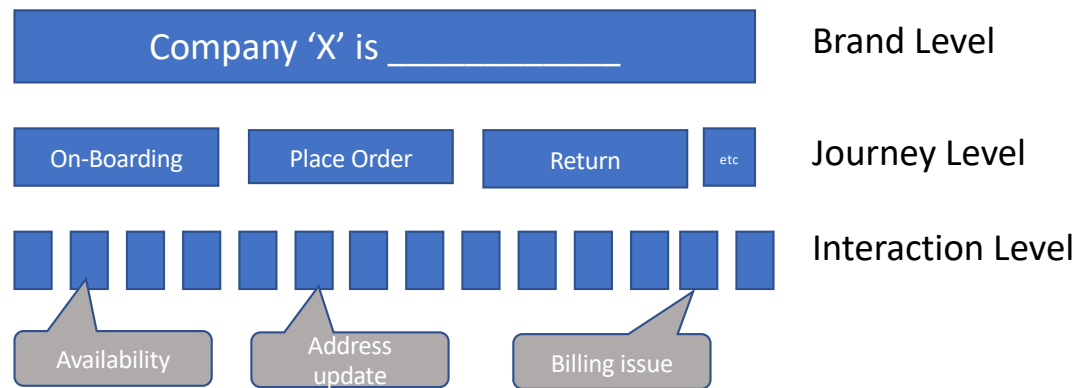 Company ‘X’ is ____________
Brand Level
On-Boarding
Place Order
Return
etc
Journey Level
Interaction Level
Availability
Address
update
Billing issue